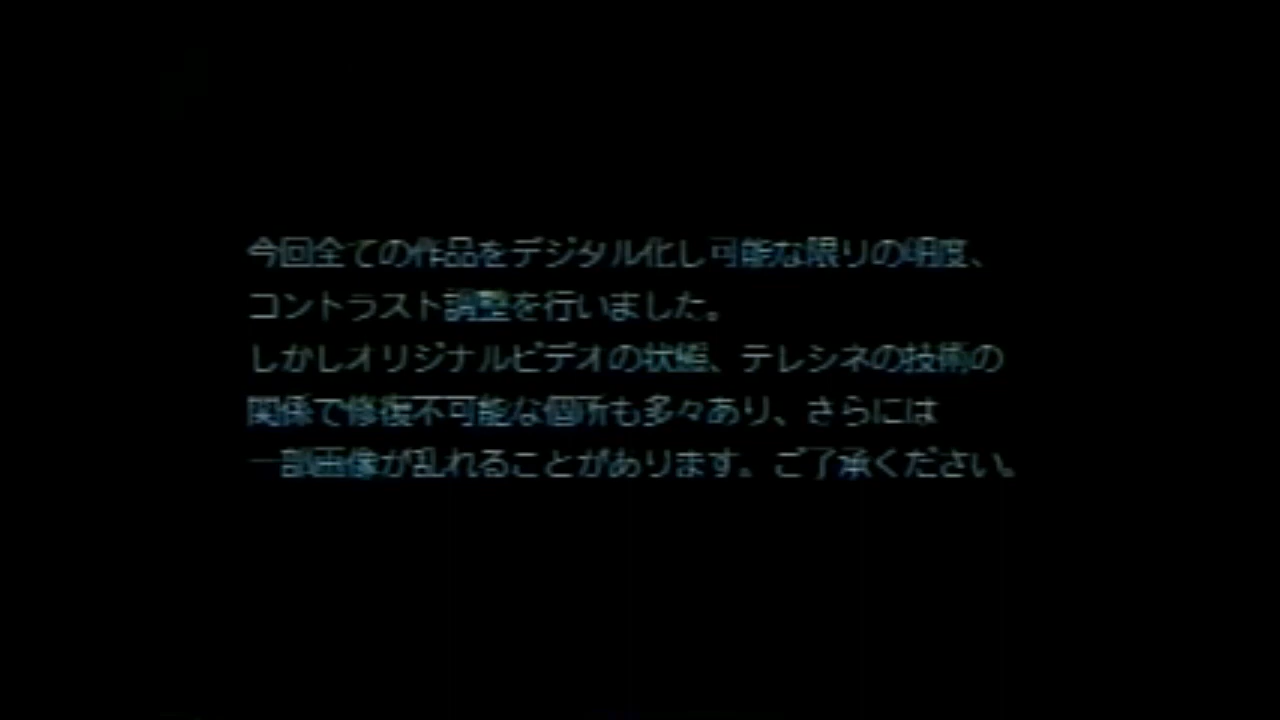 今回全ての作品をデジタル化し可能な限りの明度、
コントラスト調整を行いました。
しかしオリジナルビデオの状態、テレシネの技術の
関係で修復不可能な個所も多々あり、さらには
一部画像が乱れることがあります。ご了承ください。